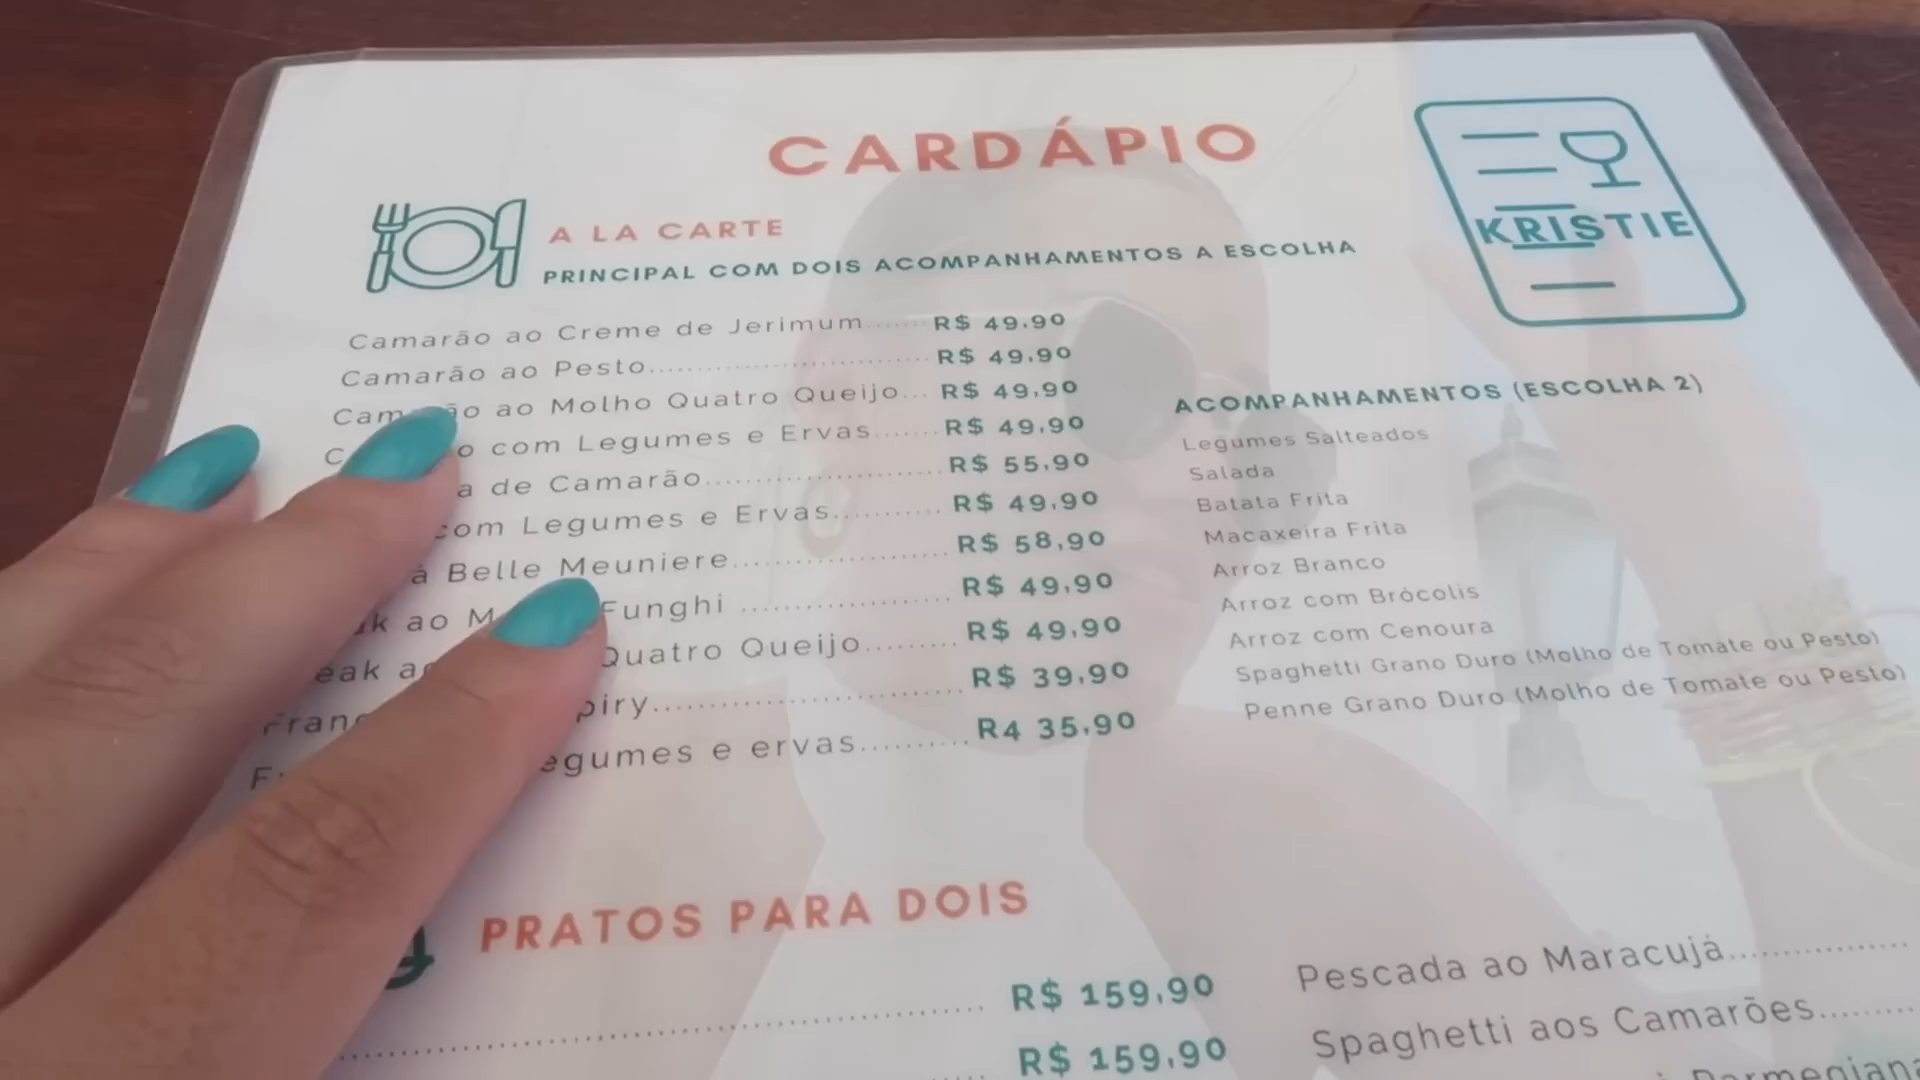 CARDÁPIO
KRISTIE
A LA CARTE
PRINCIPAL COM DOIS ACOMPANHAMENTOS A ESCOLHA
Camarão ao Creme de Jerimum....... R$ 49,90
Camarão ao Pesto............................ R$ 49,90
ao Molho Quatro Queijo... R$ 49,90
com Legumes e Ervas....... R$ 49,90
de Camarão........................ R$ 55,90
com Legumes e Ervas........... R$ 49,90
à Belle Meuniere..................... R$ 58,90
ao Funghi ..................... R$ 49,90
Quatro Queijo......... R$ 49,90
............................... R$ 39,90
e ervas.......... R4 35,90
ACOMPANHAMENTOS (ESCOLHA 2)
Legumes Salteados
Salada
Batata Frita
Macaxeira Frita
Arroz Branco
Arroz com Brócolis
Arroz com Cenoura
Spaghetti Grano Duro (Molho de Tomate ou Pesto)
Penne Grano Duro (Molho de Tomate ou Pesto)
PRATOS PARA DOIS
R$ 159,90
R$ 159,90
Pescada ao Maracujá................
Spaghetti aos Camarões.........